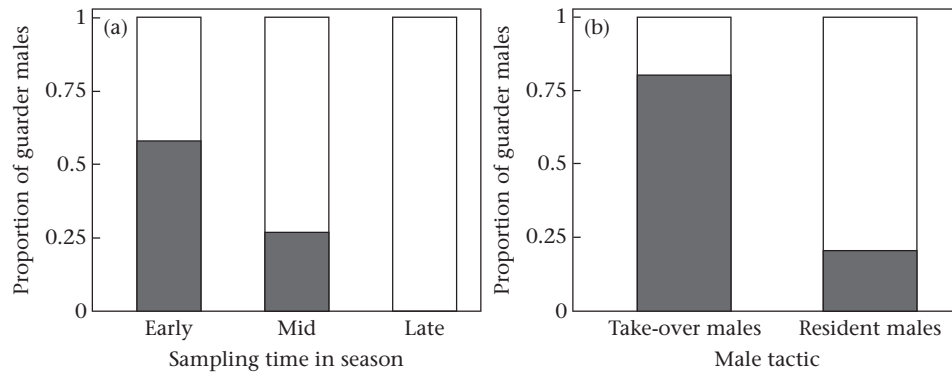 (a)
Proportion of guarder males
1
0.75
0.5
0.25
0
Early Mid Late
Sampling time in season
(b)
Proportion of guarder males
1
0.75
0.5
0.25
0
Take-over males Resident males
Male tactic